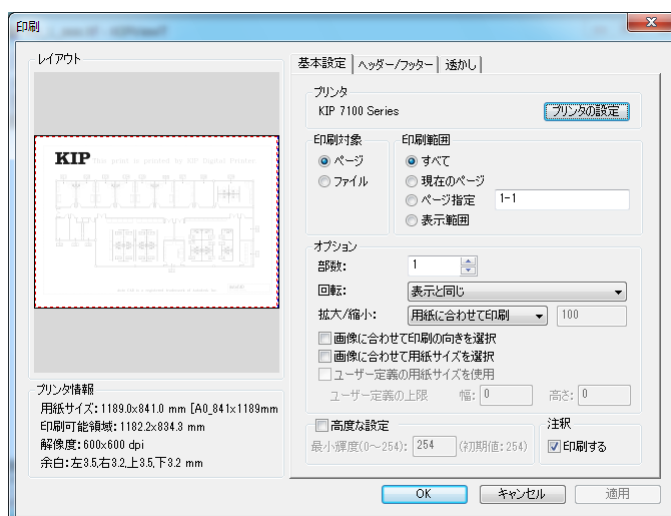 印刷
レイアウト
KIP
プリンタ情報
用紙サイズ: 1189.0x841.0 mm [A0_841x1189mm
印刷可能領域: 1182.2x834.3 mm
解像度: 600x600 dpi
余白: 左3.5,右3.2,上3.5,下3.2 mm
基本設定 ヘッダー/フッター 透かし
プリンタ
KIP 7100 Series プリンタの設定
印刷対象
ページ
ファイル
印刷範囲
すべて
現在のページ
ページ指定 1-1
表示範囲
オプション
部数: 1
回転: 表示と同じ
拡大/縮小: 用紙に合わせて印刷 100
画像に合わせて印刷の向きを選択
画像に合わせて用紙サイズを選択
ユーザー定義の用紙サイズを使用
ユーザー定義の上限 幅: 0 高さ: 0
高度な設定
最小輝度(0~254): 254 (初期値: 254)
注釈
印刷する
OK キャンセル 適用